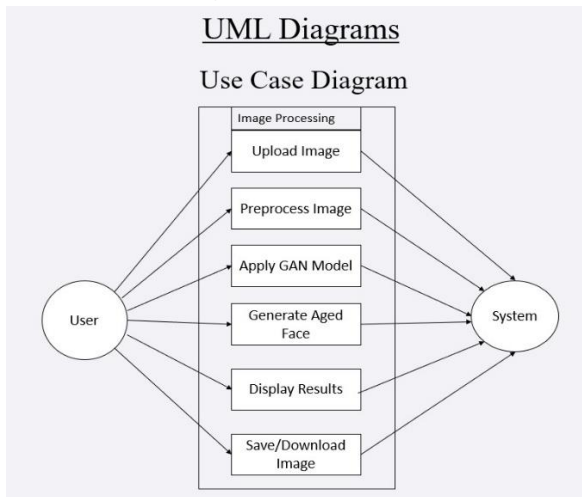 UML Diagrams
Use Case Diagram
Image Processing
Upload Image
Preprocess Image
Apply GAN Model
User
Generate Aged
Face
System
Display Results
Save/Download
Image